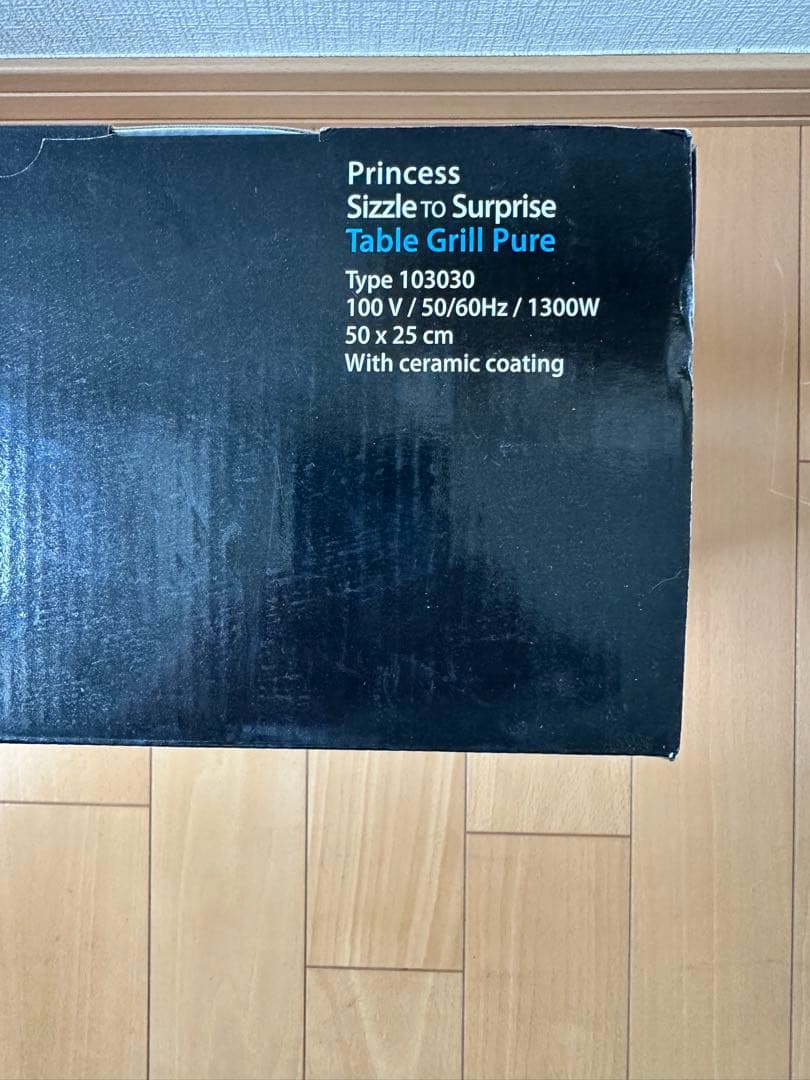 Princess
Sizzle TO Surprise
Table Grill Pure
Type 103030
100 V / 50/60Hz / 1300W
50 x 25 cm
With ceramic coating